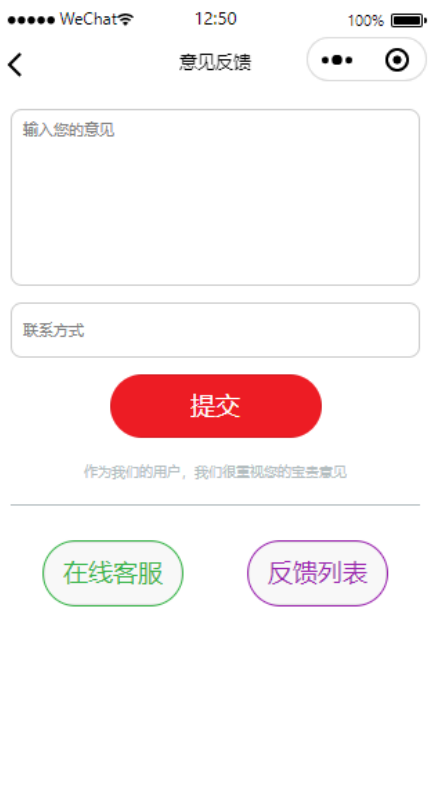 ●●●●● WeChat 12:50 100%
意见反馈
输入您的意见
联系方式
提交
作为我们的用户，我们很重视您的宝贵意见
在线客服 反馈列表